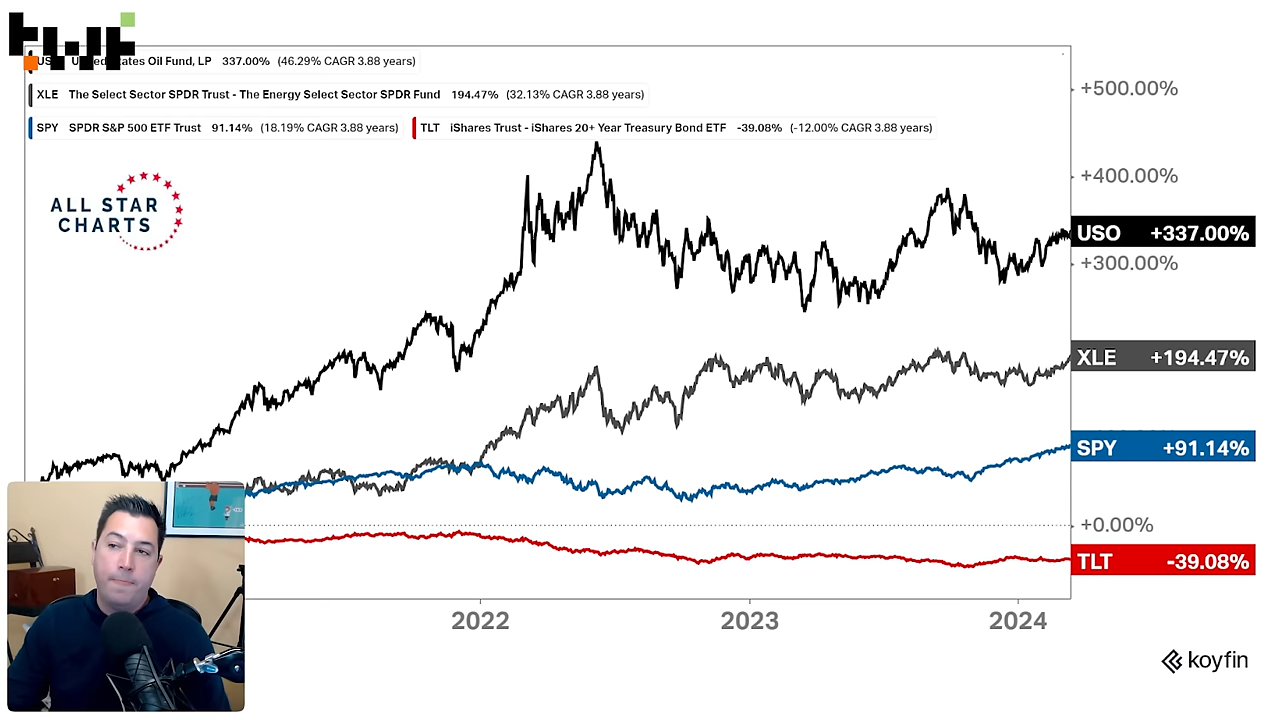 USO United States Oil Fund, LP 337.00% (46.29% CAGR 3.88 years)
XLE The Select Sector SPDR Trust - The Energy Select Sector SPDR Fund 194.47% (32.13% CAGR 3.88 years)
SPY SPDR S&P 500 ETF Trust 91.14% (18.19% CAGR 3.88 years) TLT iShares Trust - iShares 20+ Year Treasury Bond ETF -39.08% (-12.00% CAGR 3.88 years)
ALL STAR
CHARTS
+500.00%
+400.00%
USO +337.00%
+300.00%
XLE +194.47%
SPY +91.14%
+0.00%
TLT -39.08%
2022 2023 2024
koyfin